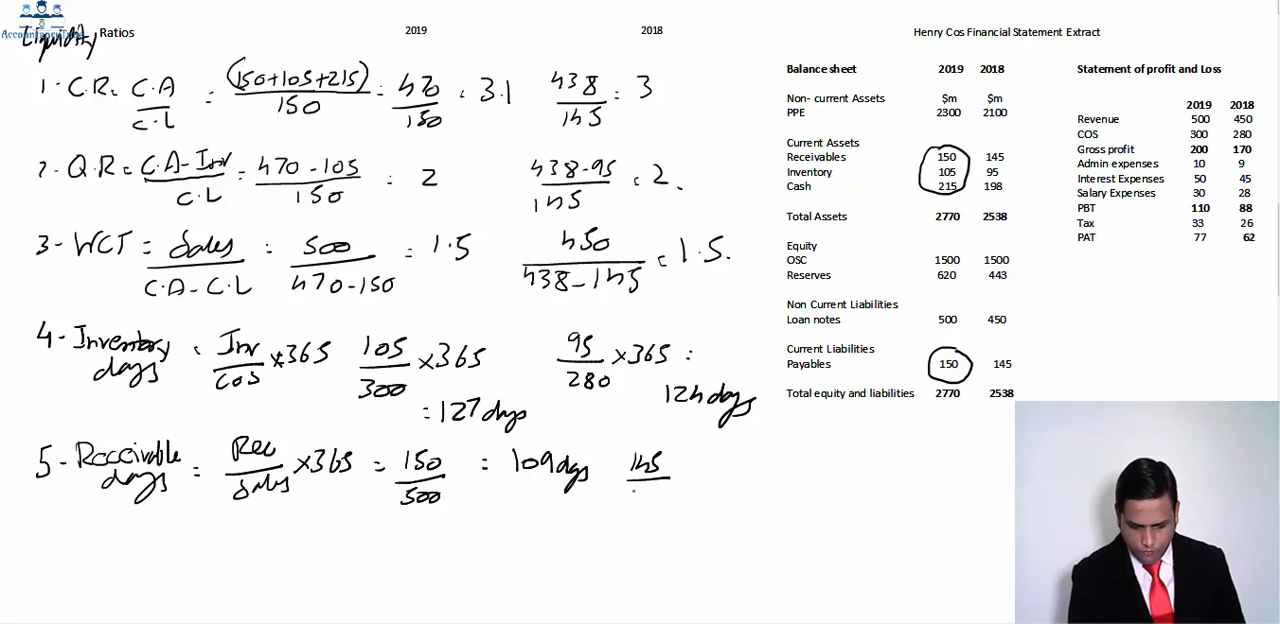 Accountancy
Liquidity Ratios 2019 2018
1- C.R = C.A / C.L = (150+105+215) / 150 = 470 / 150 = 3.1 438 / 145 = 3
2- Q.R = C.A - Inv / C.L = 470 - 105 / 150 = 2 438-95 / 145 = 2.
3- WCT = Sales / C.A - C.L = 500 / 470 - 150 = 1.5 450 / 438 - 145 = 1.5.
4- Inventory days = Inv / COS × 365 105 / 300 × 365 = 127 days 95 / 280 × 365 = 124 days
5- Receivable days = Rec / Sales × 365 = 150 / 500 = 109 days 145
Henry Cos Financial Statement Extract
Balance sheet 2019 2018
Non- current Assets $m $m
PPE 2300 2100
Current Assets
Receivables 150 145
Inventory 105 95
Cash 215 198
Total Assets 2770 2538
Equity
OSC 1500 1500
Reserves 620 443
Non Current Liabilities
Loan notes 500 450
Current Liabilities
Payables 150 145
Total equity and liabilities 2770 2538
Statement of profit and Loss
2019 2018
Revenue 500 450
COS 300 280
Gross profit 200 170
Admin expenses 10 9
Interest Expenses 50 45
Salary Expenses 30 28
PBT 110 88
Tax 33 26
PAT 77 62